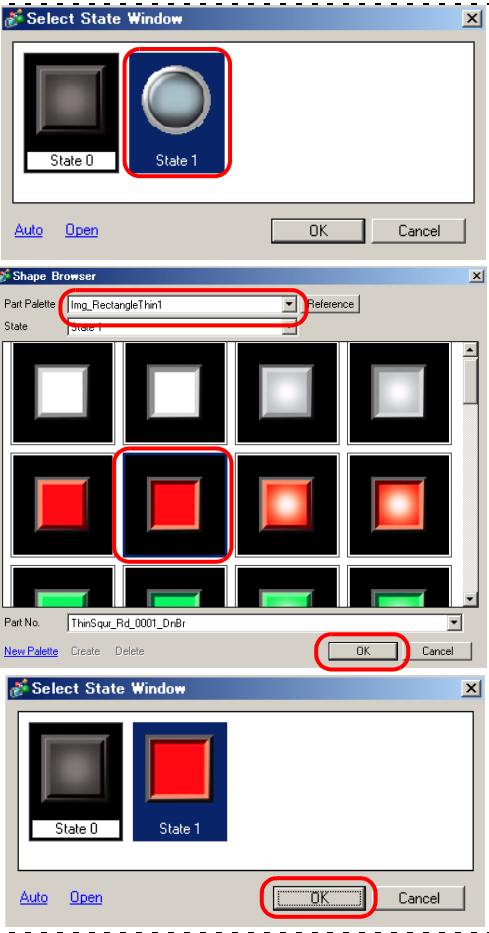 Select State Window
State 0 State 1
Auto Open OK Cancel
Shape Browser
Part Palette Img_RectangleThin1 Reference
State State 1
Part No. ThinSqur_Rd_0001_DnBr
New Palette Create Delete OK Cancel
Select State Window
State 0 State 1
Auto Open OK Cancel